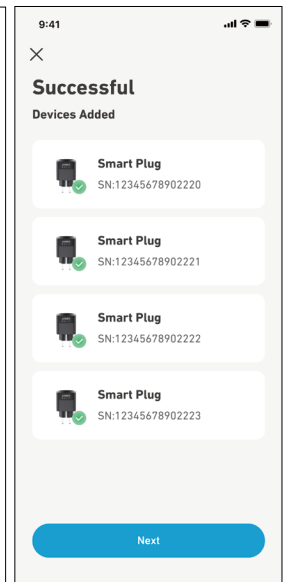 9:41
Successful
Devices Added
Smart Plug
SN:12345678902220
Smart Plug
SN:12345678902221
Smart Plug
SN:12345678902222
Smart Plug
SN:12345678902223
Next